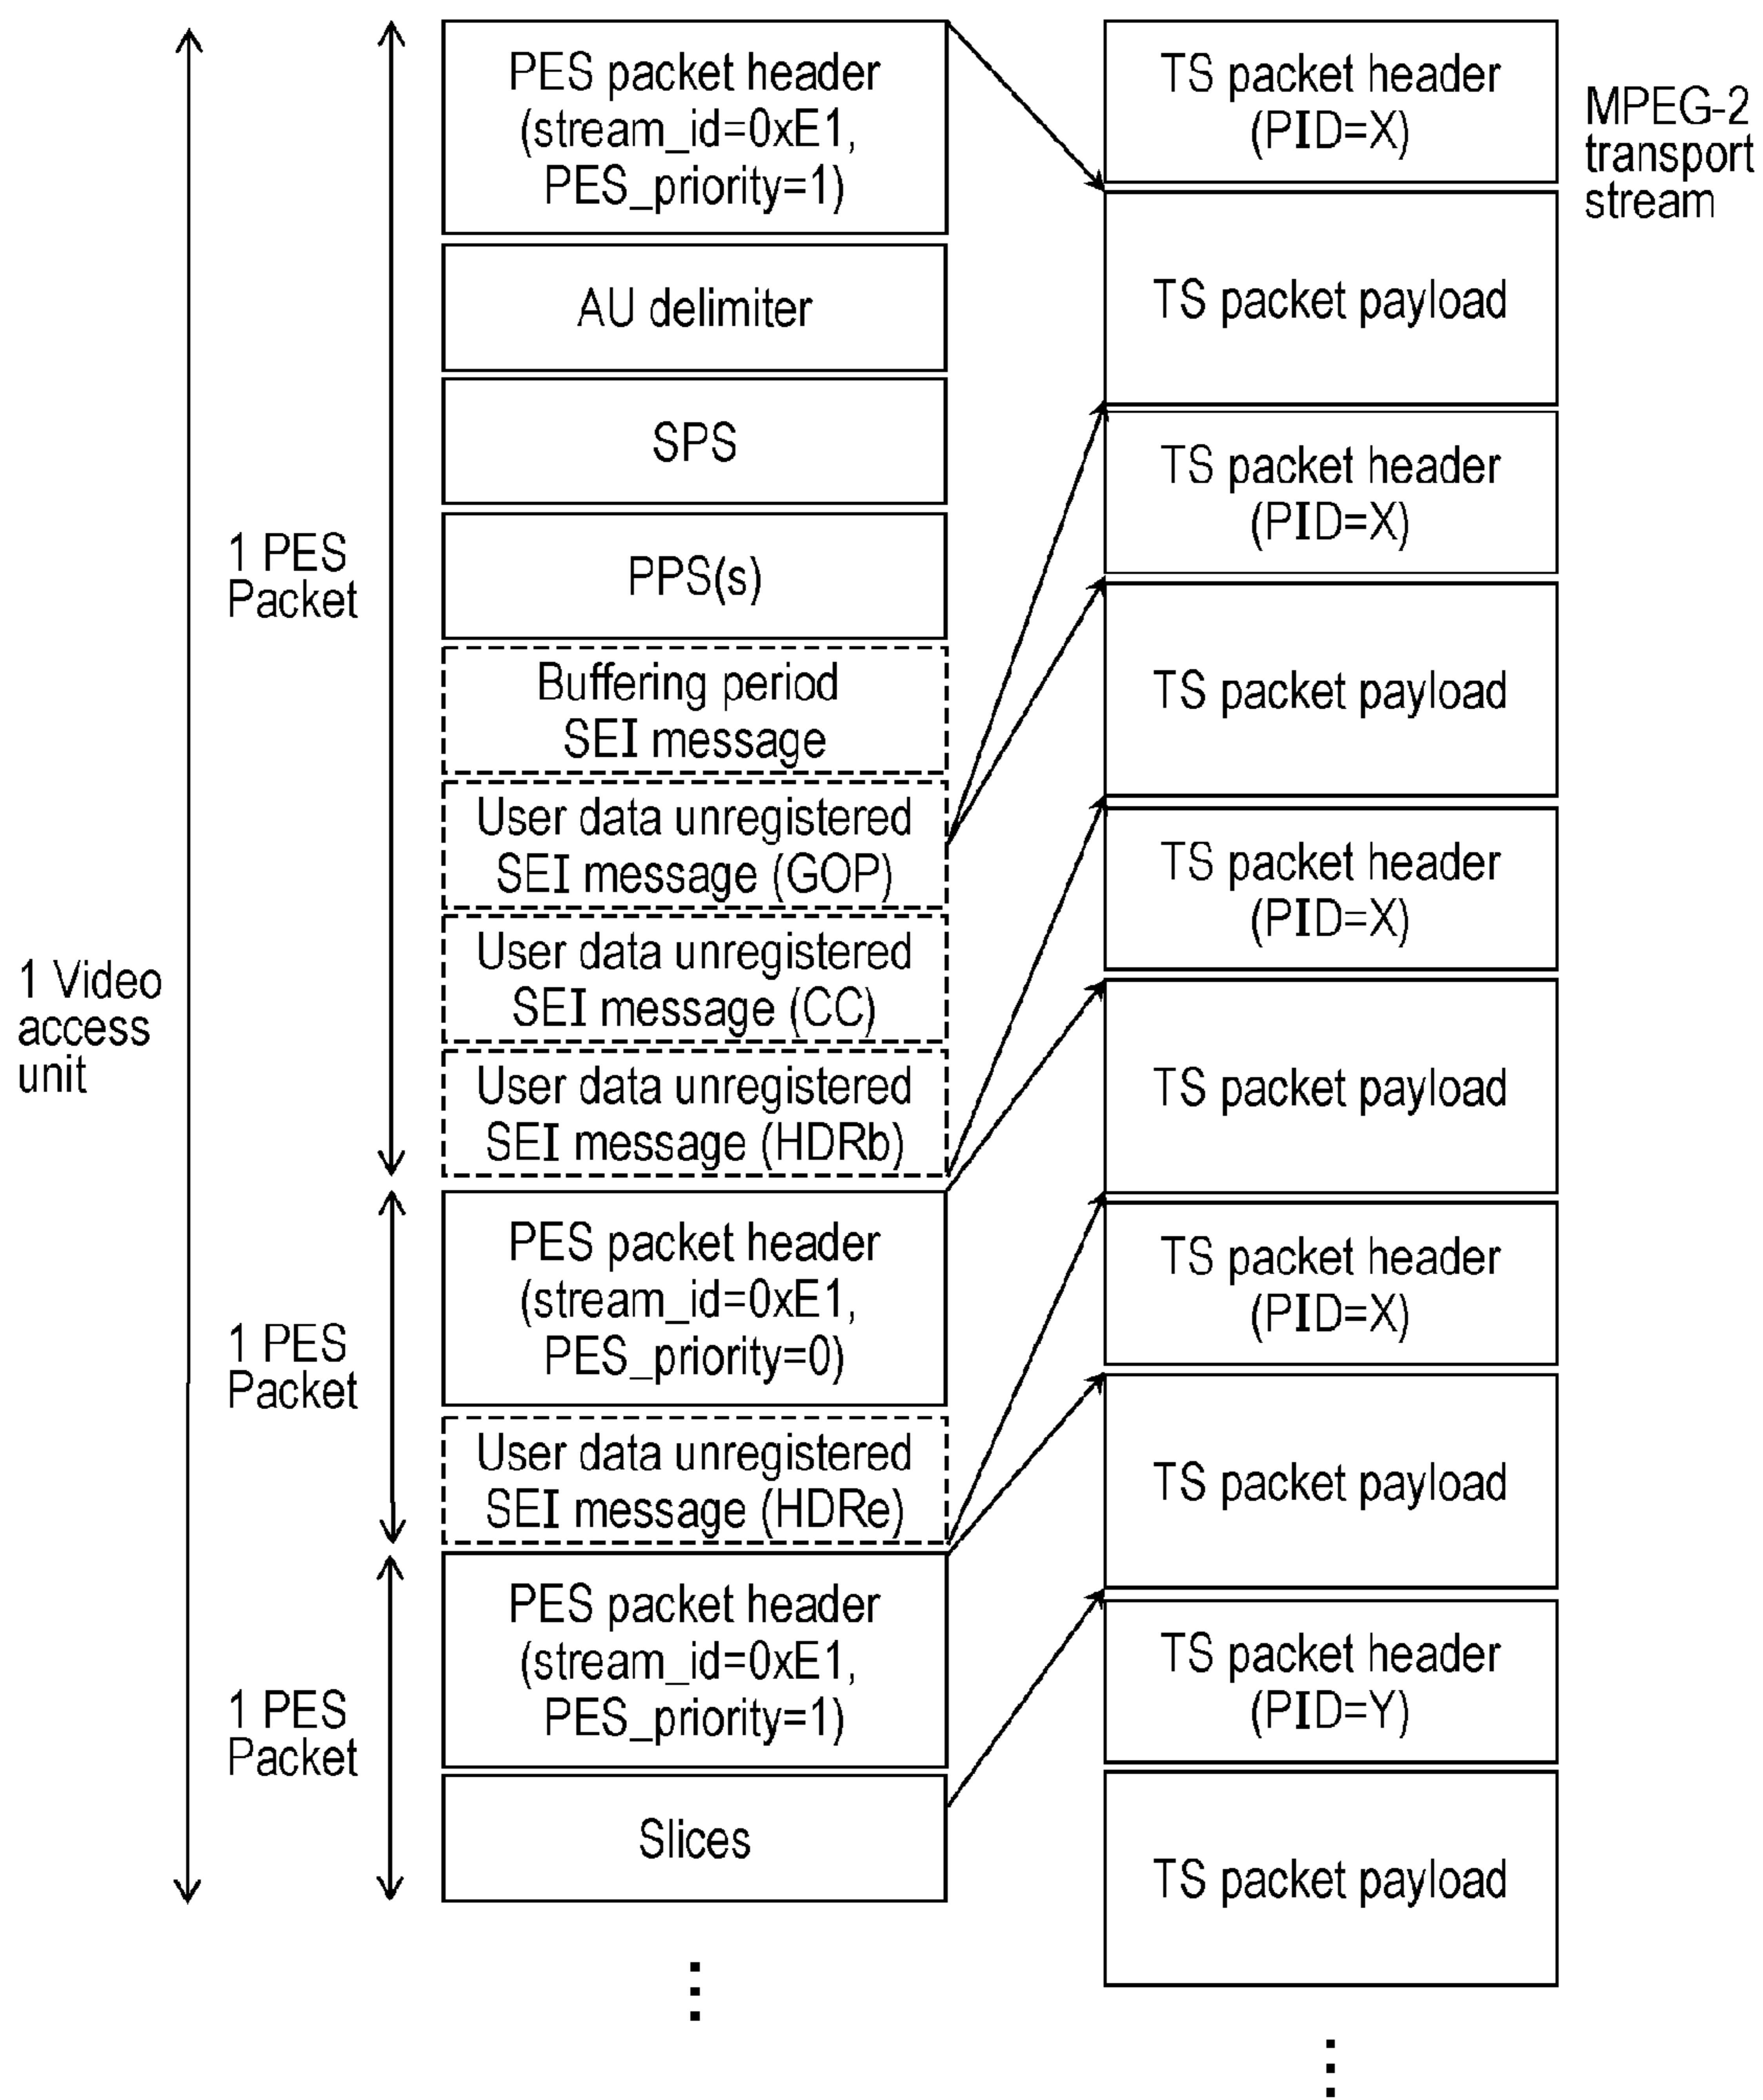 PES packet header
(stream_id=0xE1,
PES_priority=1)
AU delimiter
SPS
PPS(s)
Buffering period
SEI message
User data unregistered
SEI message (GOP)
User data unregistered
SEI message (CC)
User data unregistered
SEI message (HDRb)
PES packet header
(stream_id=0xE1,
PES_priority=0)
User data unregistered
SEI message (HDRe)
PES packet header
(stream_id=0xE1,
PES_priority=1)
Slices
1 Video
access
unit
1 PES
Packet
1 PES
Packet
1 PES
Packet
TS packet header
(PID=X)
TS packet payload
TS packet header
(PID=X)
TS packet payload
TS packet header
(PID=X)
TS packet payload
TS packet header
(PID=X)
TS packet payload
TS packet header
(PID=Y)
TS packet payload
MPEG-2
transport
stream